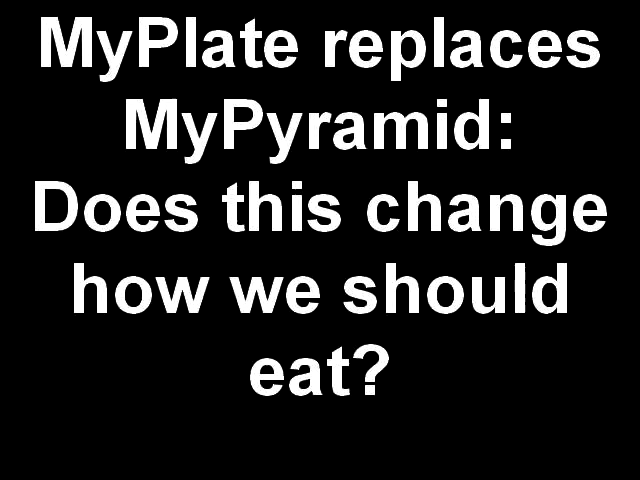 MyPlate replaces
MyPyramid:
Does this change
how we should
eat?